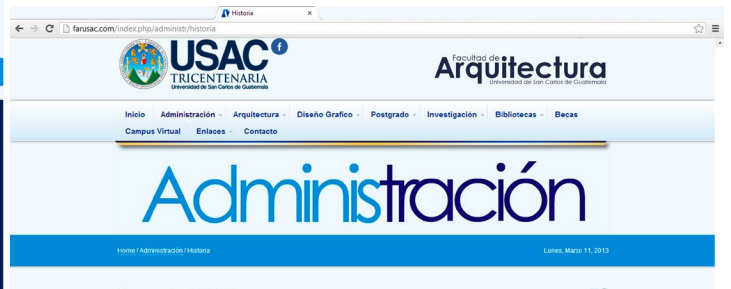 Historia
farusac.com/index.php/administr/historia
USAC
TRICENTENARIA
Universidad de San Carlos de Guatemala
Facultad de
Arquitectura
Universidad de San Carlos de Guatemala
Inicio Administración Arquitectura Diseño Grafico Postgrado Investigación Bibliotecas Becas
Campus Virtual Enlaces Contacto
Administración
Home / Administración / Historia Lunes, Marzo 11, 2013